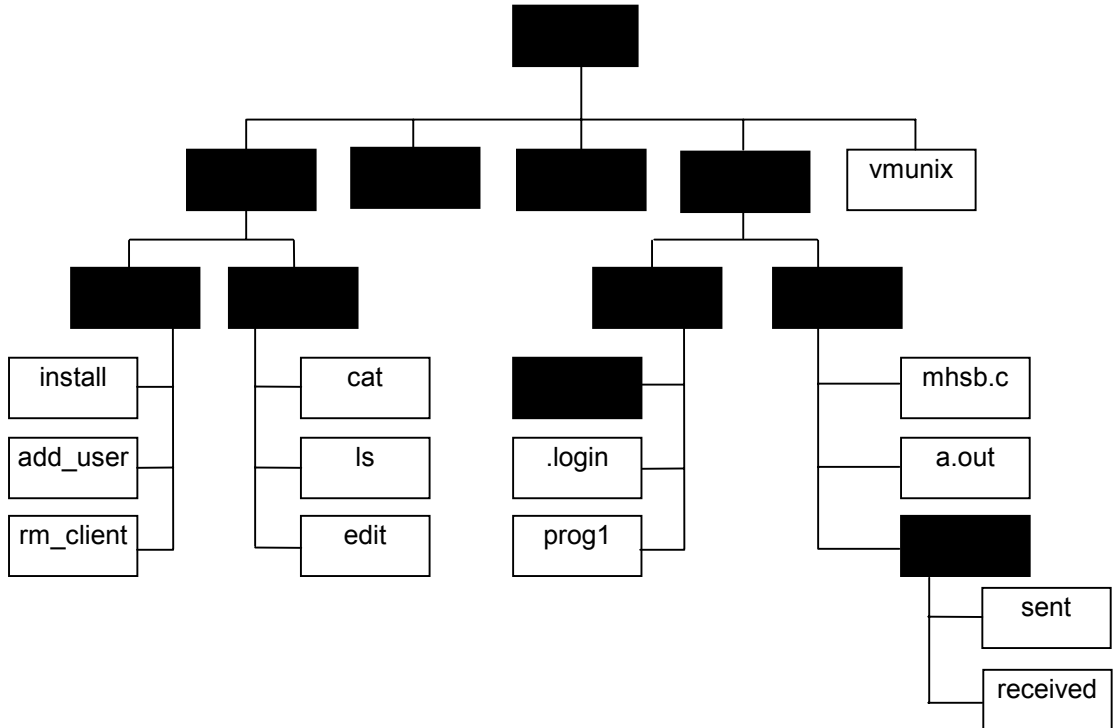 vmunix
install
cat
mhsb.c
add_user
ls
.login
a.out
rm_client
edit
prog1
sent
received